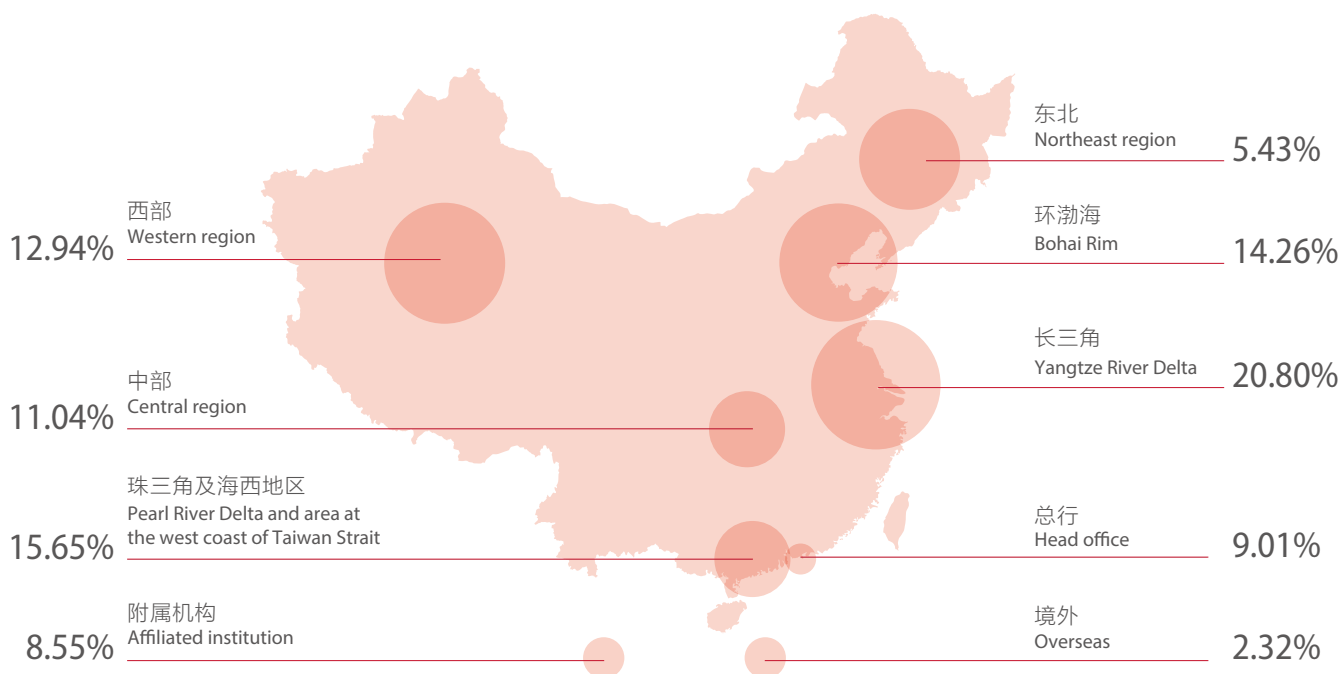 东北
Northeast region
5.43%
西部
Western region
12.94%
环渤海
Bohai Rim
14.26%
长三角
Yangtze River Delta
20.80%
中部
Central region
11.04%
珠三角及海西地区
Pearl River Delta and area at
the west coast of Taiwan Strait
15.65%
总行
Head office
9.01%
附属机构
Affiliated institution
8.55%
境外
Overseas
2.32%